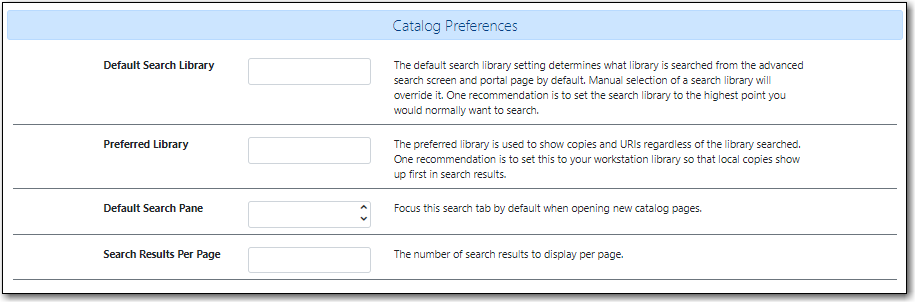 Catalog Preferences
Default Search Library
The default search library setting determines what library is searched from the advanced
search screen and portal page by default. Manual selection of a search library will
override it. One recommendation is to set the search library to the highest point you
would normally want to search.
Preferred Library
The preferred library is used to show copies and URIs regardless of the library searched.
One recommendation is to set this to your workstation library so that local copies show
up first in search results.
Default Search Pane
Focus this search tab by default when opening new catalog pages.
Search Results Per Page
The number of search results to display per page.